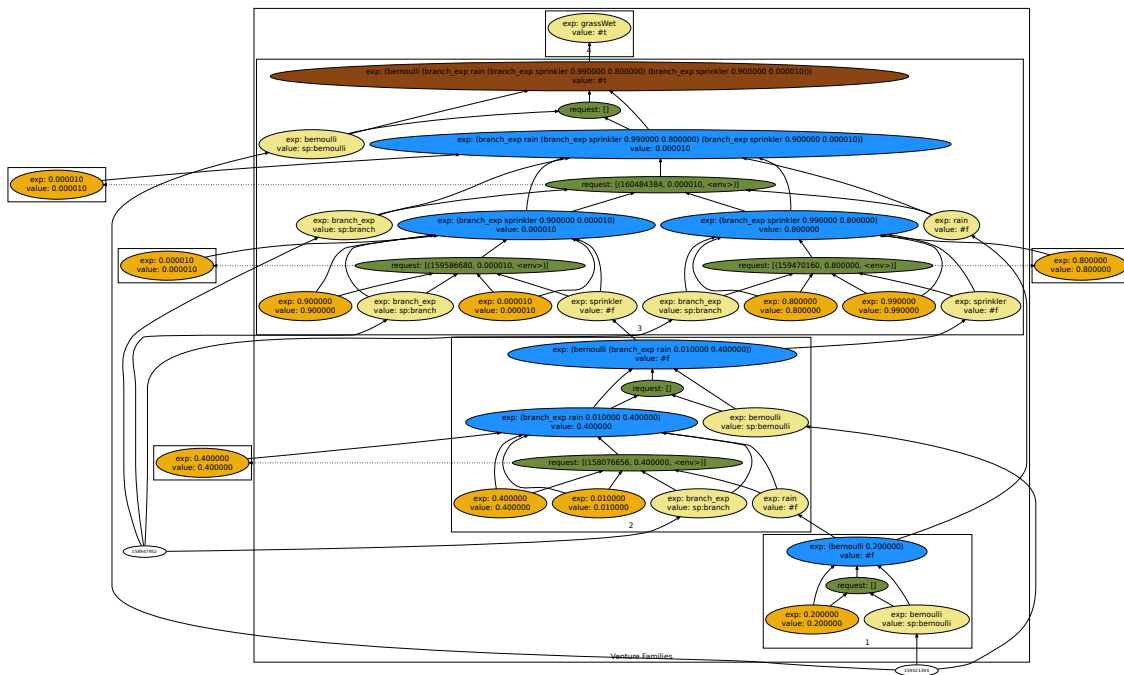 exp: grassWet
value: #t
4
exp: (bernoulli (branch_exp rain (branch_exp sprinkler 0.990000 0.800000) (branch_exp sprinkler 0.900000 0.000010)))
value: #t
request: []
exp: bernoulli
value: sp:bernoulli
exp: (branch_exp rain (branch_exp sprinkler 0.990000 0.800000) (branch_exp sprinkler 0.900000 0.000010))
value: 0.000010
exp: 0.000010
value: 0.000010
request: [(160484384, 0.000010, <env>)]
exp: branch_exp
value: sp:branch
exp: (branch_exp sprinkler 0.900000 0.000010)
value: 0.000010
exp: (branch_exp sprinkler 0.990000 0.800000)
value: 0.800000
exp: rain
value: #f
exp: 0.000010
value: 0.000010
request: [(159586680, 0.000010, <env>)]
request: [(159470160, 0.800000, <env>)]
exp: 0.800000
value: 0.800000
exp: 0.900000
value: 0.900000
exp: branch_exp
value: sp:branch
exp: 0.000010
value: 0.000010
exp: sprinkler
value: #f
exp: branch_exp
value: sp:branch
exp: 0.800000
value: 0.800000
exp: 0.990000
value: 0.990000
exp: sprinkler
value: #f
3
exp: (bernoulli (branch_exp rain 0.010000 0.400000))
value: #f
request: []
exp: (branch_exp rain 0.010000 0.400000)
value: 0.400000
exp: bernoulli
value: sp:bernoulli
exp: 0.400000
value: 0.400000
request: [(158076656, 0.400000, <env>)]
exp: 0.400000
value: 0.400000
exp: 0.010000
value: 0.010000
exp: branch_exp
value: sp:branch
exp: rain
value: #f
2
158947952
exp: (bernoulli 0.200000)
value: #f
request: []
exp: 0.200000
value: 0.200000
exp: bernoulli
value: sp:bernoulli
1
Venture Families
159421304